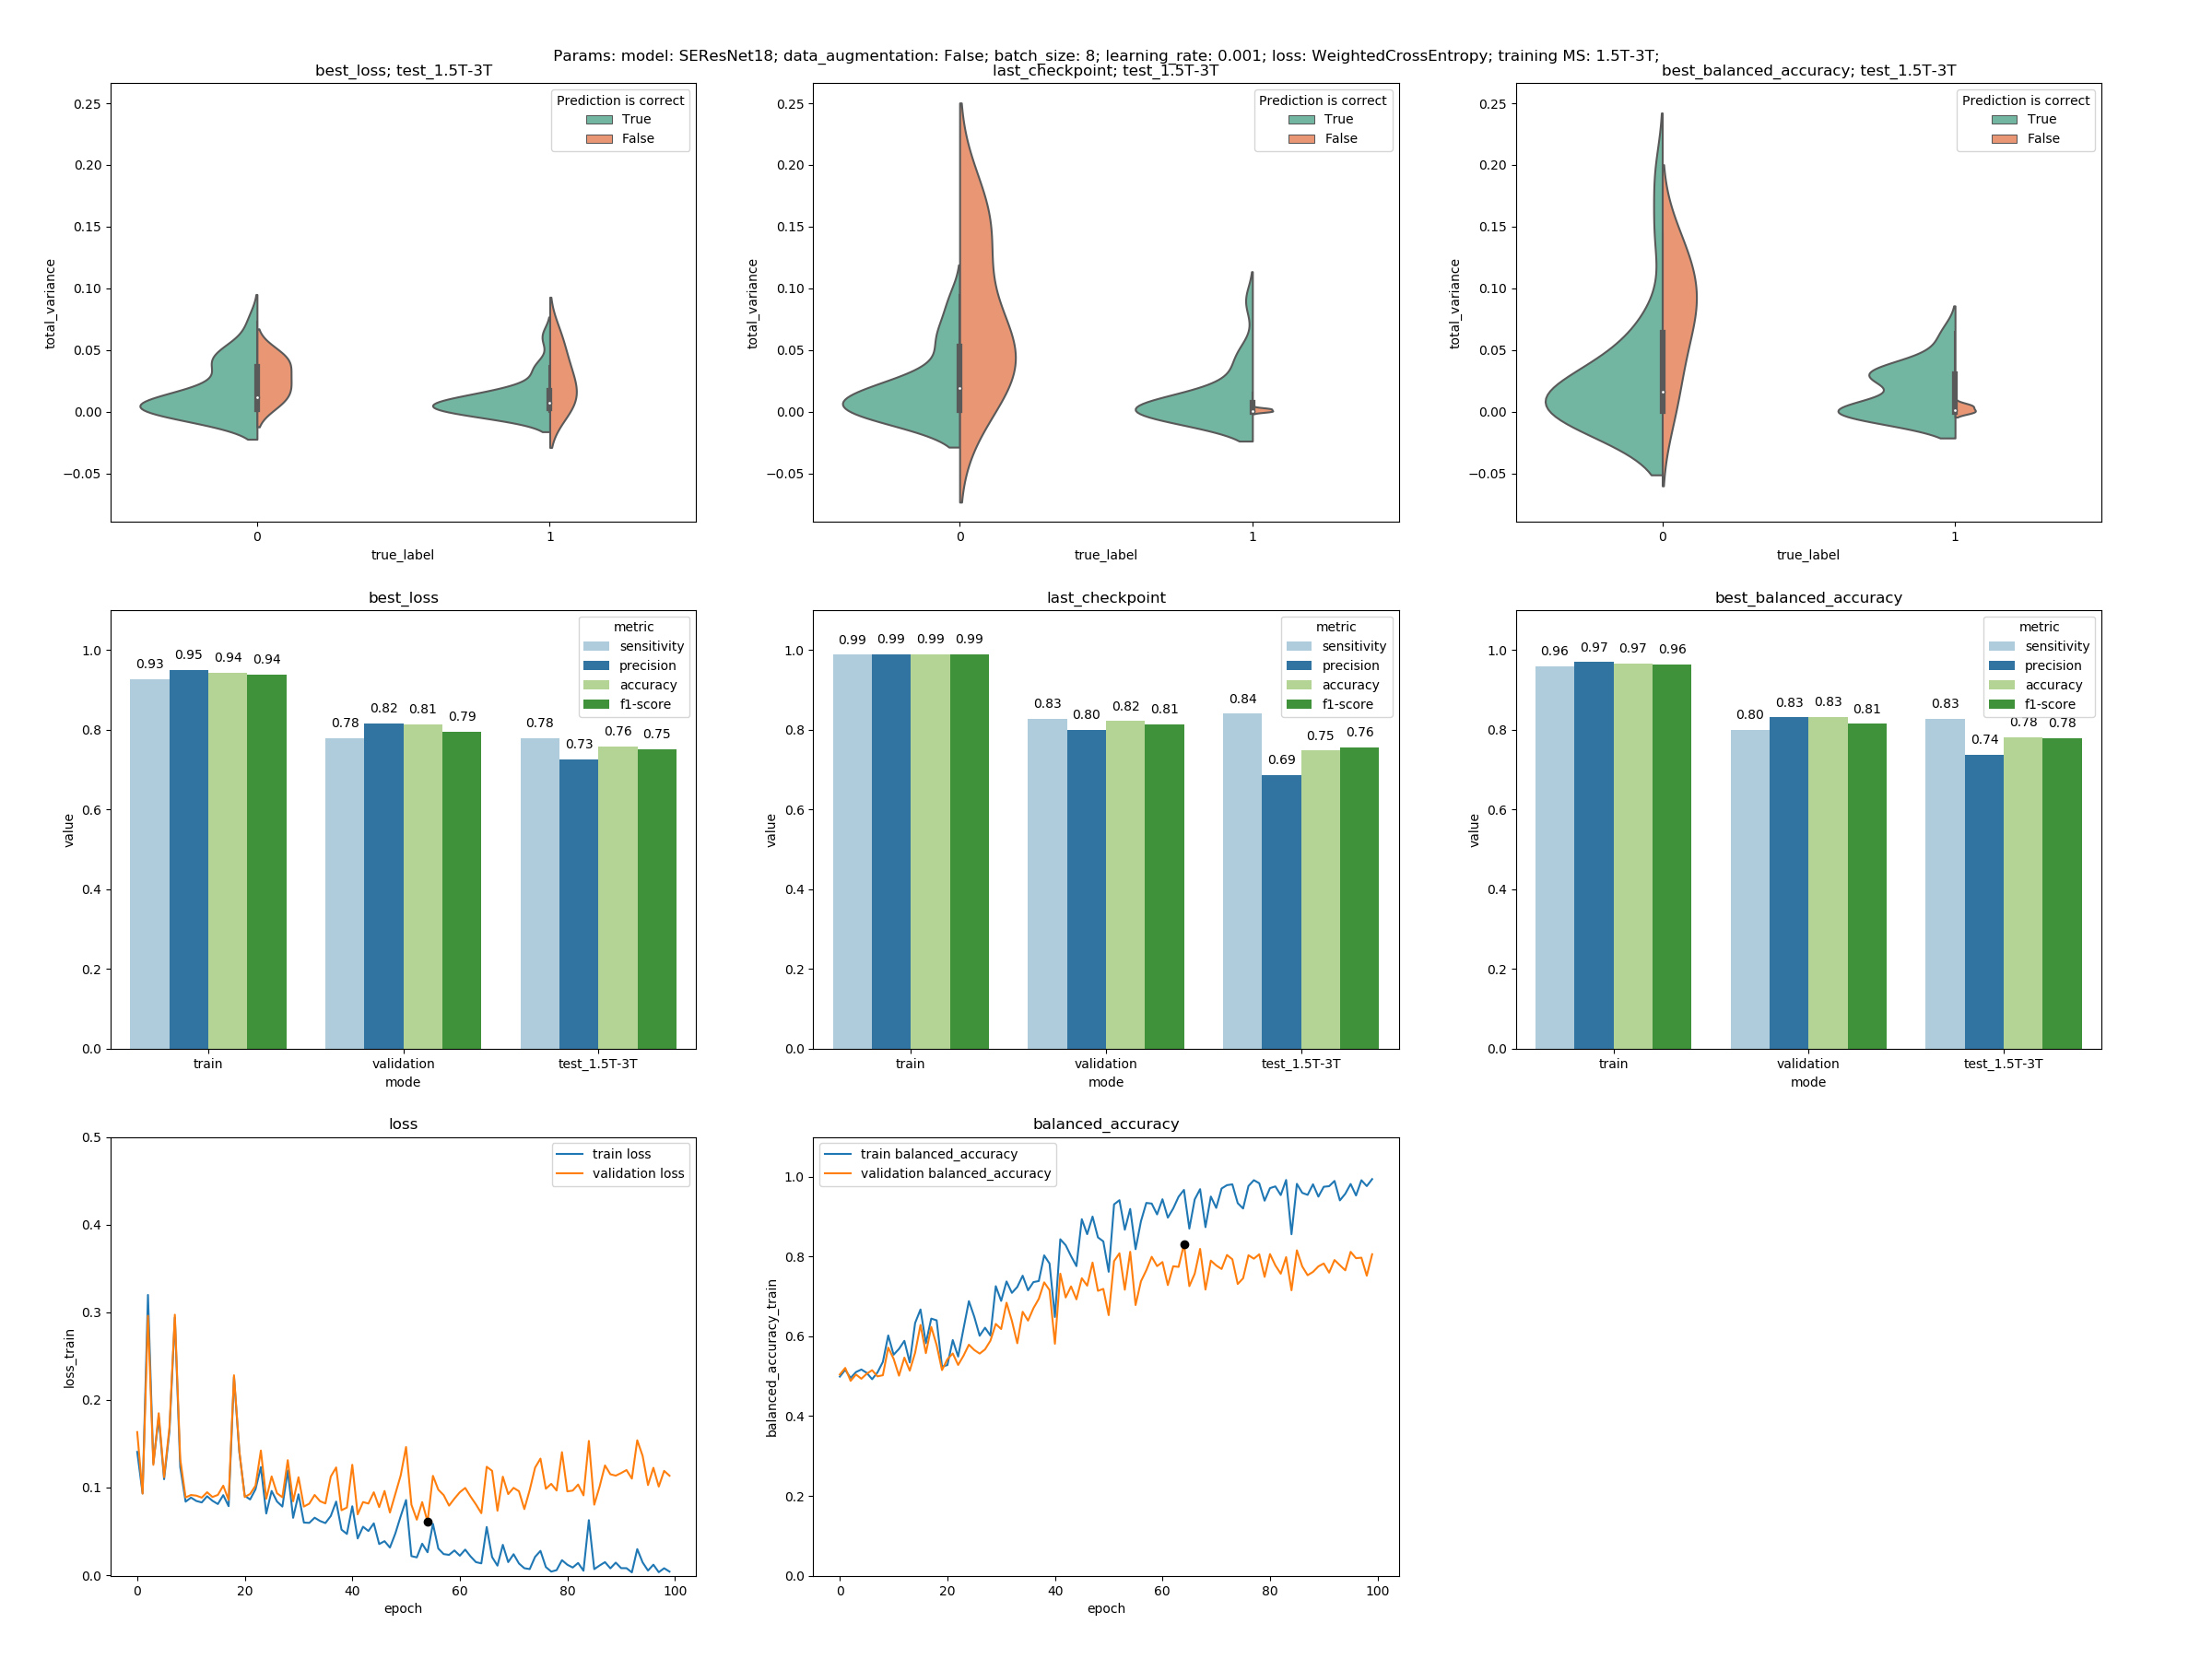 Params: model: SEResNet18; data_augmentation: False; batch_size: 8; learning_rate: 0.001; loss: WeightedCrossEntropy; training MS: 1.5T-3T;
best_loss; test_1.5T-3T
total_variance
0.25
0.20
0.15
0.10
0.05
0.00
−0.05
Prediction is correct
True
False
0 1
true_label
last_checkpoint; test_1.5T-3T
total_variance
0.25
0.20
0.15
0.10
0.05
0.00
−0.05
Prediction is correct
True
False
0 1
true_label
best_balanced_accuracy; test_1.5T-3T
total_variance
0.25
0.20
0.15
0.10
0.05
0.00
−0.05
Prediction is correct
True
False
0 1
true_label
best_loss
value
1.0
0.8
0.6
0.4
0.2
0.0
metric
sensitivity
precision
accuracy
f1-score
0.93 0.95 0.94 0.94
0.78 0.82 0.81 0.79
0.78 0.73 0.76 0.75
train validation test_1.5T-3T
mode
last_checkpoint
value
1.0
0.8
0.6
0.4
0.2
0.0
metric
sensitivity
precision
accuracy
f1-score
0.99 0.99 0.99 0.99
0.83 0.80 0.82 0.81
0.84 0.69 0.75 0.76
train validation test_1.5T-3T
mode
best_balanced_accuracy
value
1.0
0.8
0.6
0.4
0.2
0.0
metric
sensitivity
precision
accuracy
f1-score
0.96 0.97 0.97 0.96
0.80 0.83 0.83 0.81
0.83 0.74 0.78 0.78
train validation test_1.5T-3T
mode
loss
loss_train
0.5
0.4
0.3
0.2
0.1
0.0
train loss
validation loss
0 20 40 60 80 100
epoch
balanced_accuracy
balanced_accuracy_train
1.0
0.8
0.6
0.4
0.2
0.0
train balanced_accuracy
validation balanced_accuracy
0 20 40 60 80 100
epoch